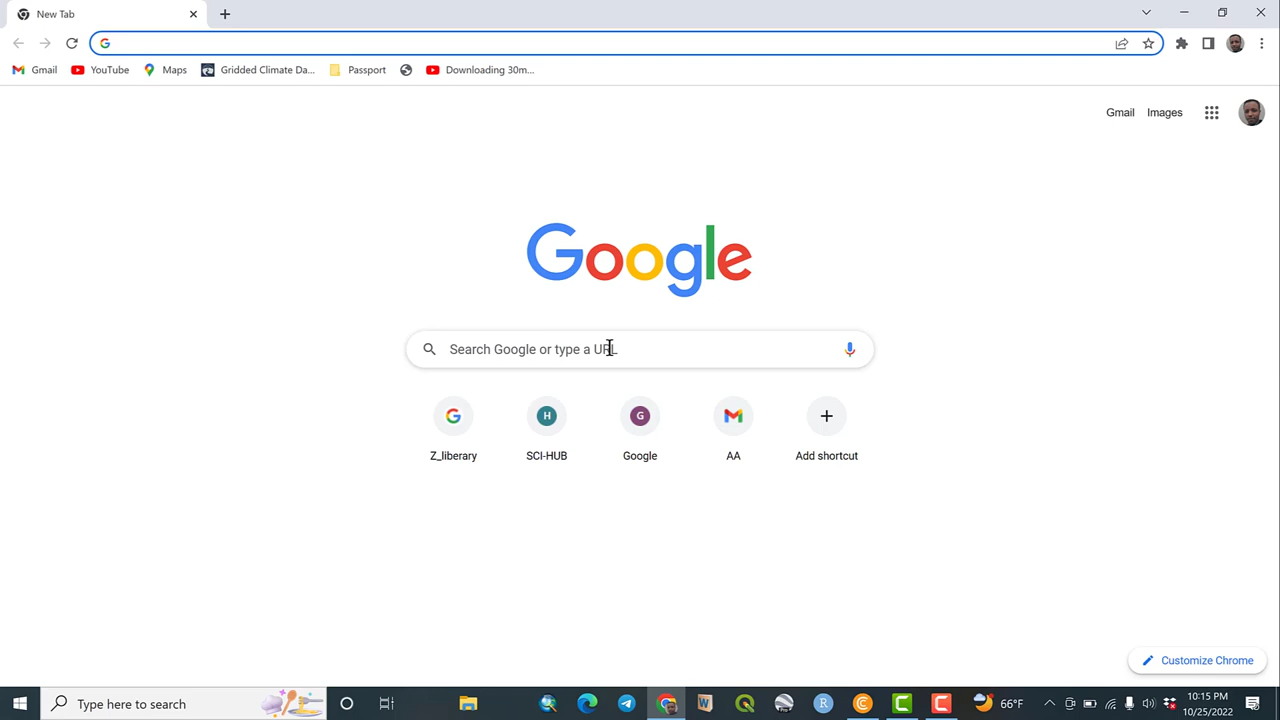 New Tab
Gmail
YouTube
Maps
Gridded Climate Da...
Passport
Downloading 30m...
Gmail Images
Google
Search Google or type a URL
H
G
Z_liberary
SCI-HUB
Google
AA
Add shortcut
Customize Chrome
Type here to search
66°F
10:15 PM
10/25/2022